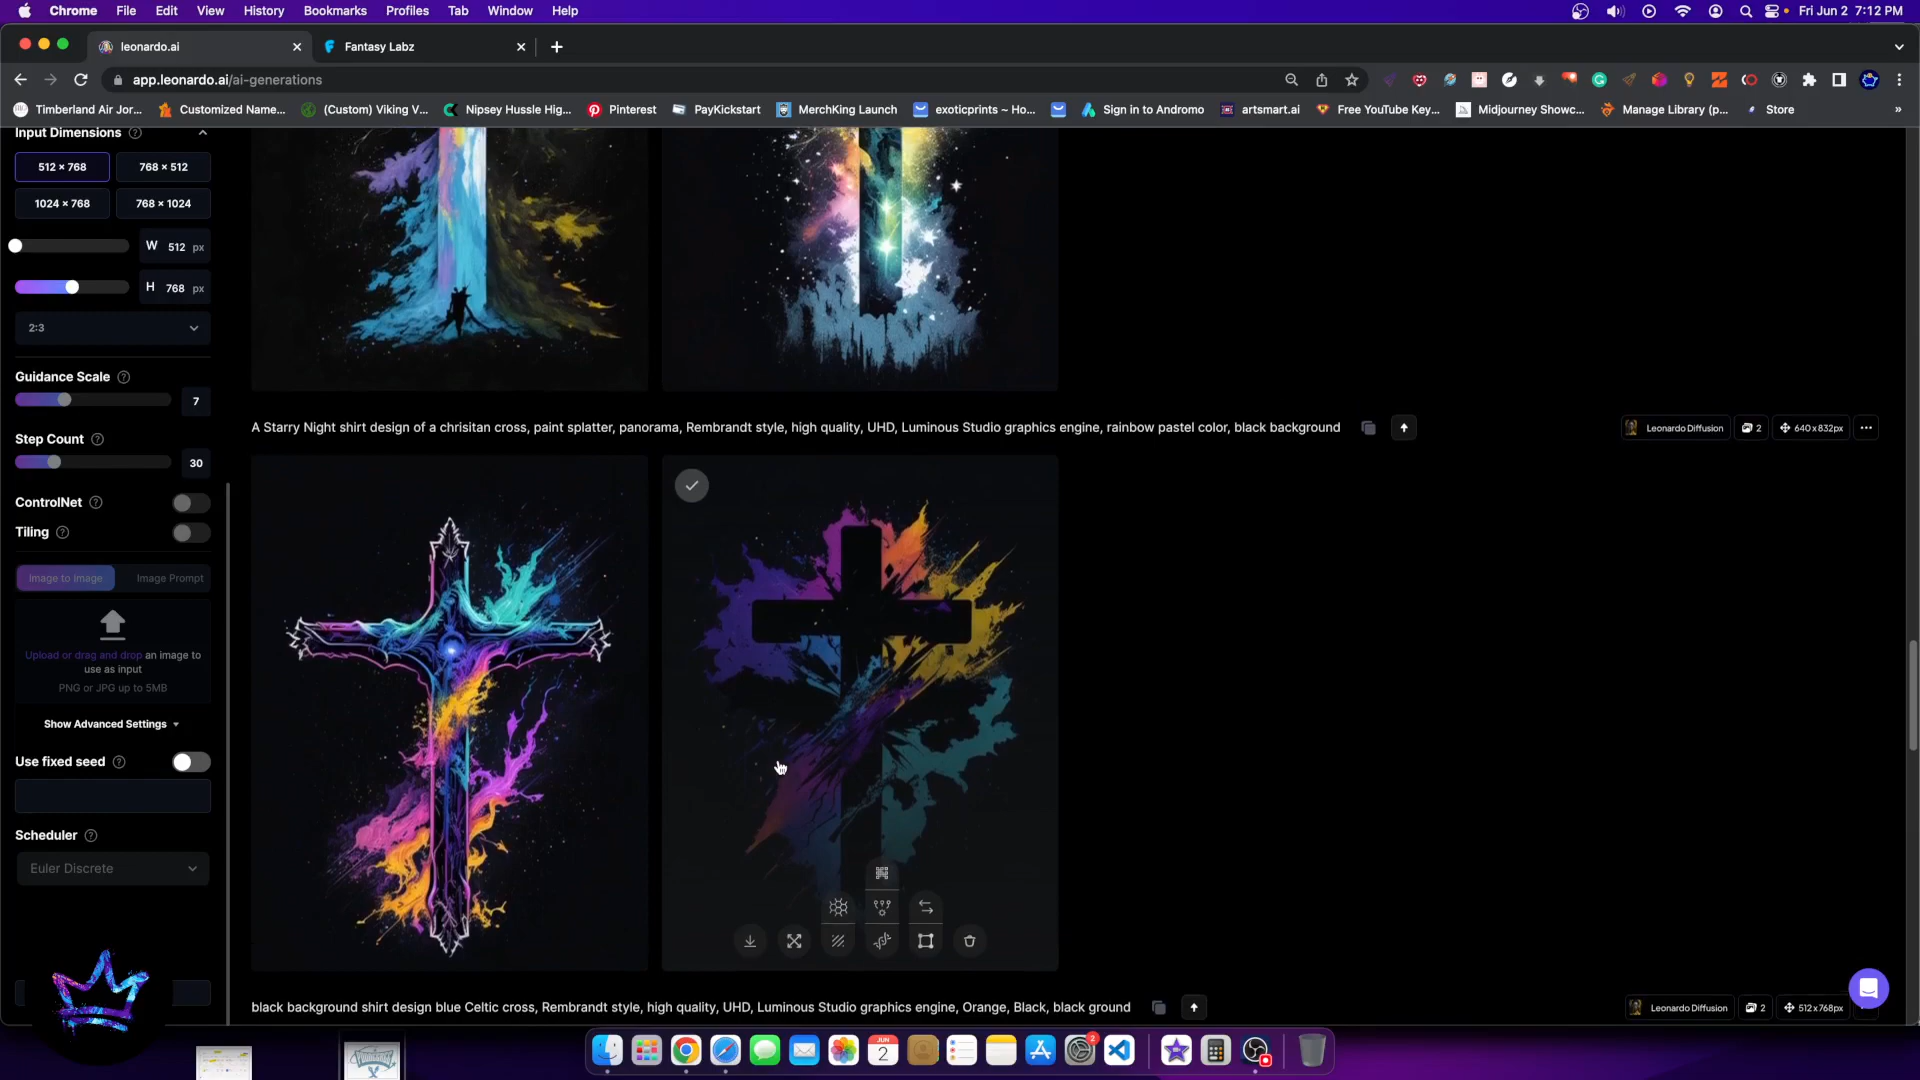 Chrome File Edit View History Bookmarks Profiles Tab Window Help Fri Jun 2 7:12 PM
leonardo.ai Fantasy Labz
app.leonardo.ai/ai-generations
Timberland Air Jor... Customized Name... (Custom) Viking V... Nipsey Hussle Hig... Pinterest PayKickstart MerchKing Launch exoticprints ~ Ho... Sign in to Andromo artsmart.ai Free YouTube Key... Midjourney Showc... Manage Library (p... Store »
Input Dimensions
512 × 768 768 × 512
1024 × 768 768 × 1024
W 512 px
H 768 px
2:3
Guidance Scale
7
Step Count
30
ControlNet
Tiling
Image to Image Image Prompt
Upload or drag and drop an image to
use as input
PNG or JPG up to 5MB
Show Advanced Settings
Use fixed seed
Scheduler
Euler Discrete
A Starry Night shirt design of a chrisitan cross, paint splatter, panorama, Rembrandt style, high quality, UHD, Luminous Studio graphics engine, rainbow pastel color, black background
Leonardo Diffusion 2 640x832px
black background shirt design blue Celtic cross, Rembrandt style, high quality, UHD, Luminous Studio graphics engine, Orange, Black, black ground
Leonardo Diffusion 2 512x768px
JUN
2
2